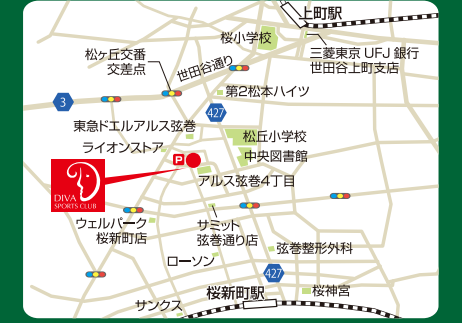 上町駅
桜小学校
三菱東京UFJ銀行
世田谷上町支店
松ヶ丘交番
交差点
世田谷通り
第2松本ハイツ
3
427
東急ドエルアルス弦巻
松丘小学校
ライオンストア
中央図書館
P
アルス弦巻4丁目
DIVA
SPORTS CLUB
ウェルパーク
桜新町店
サミット
弦巻通り店
弦巻整形外科
ローソン
427
桜新町駅
桜神宮
サンクス